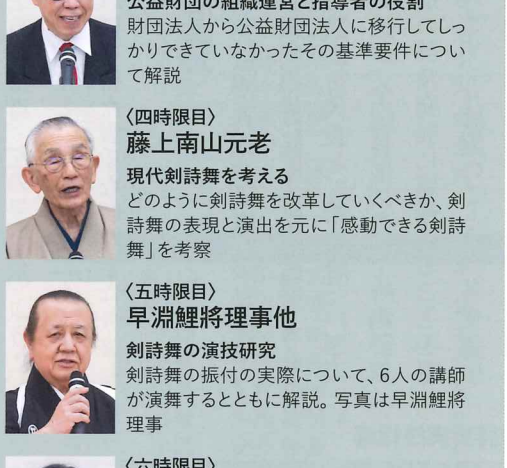 公益財団の組織運営と指導者の役割
財団法人から公益財団法人に移行してしっ
かりできていなかったその基準要件につい
て解説
〈四時限目〉
藤上南山元老
現代剣詩舞を考える
どのように剣詩舞を改革していくべきか、剣
詩舞の表現と演出を元に「感動できる剣詩
舞」を考察
〈五時限目〉
早淵鯉將理事他
剣詩舞の演技研究
剣詩舞の振付の実際について、6人の講師
が演舞するとともに解説。写真は早淵鯉將
理事
〈六時限目〉